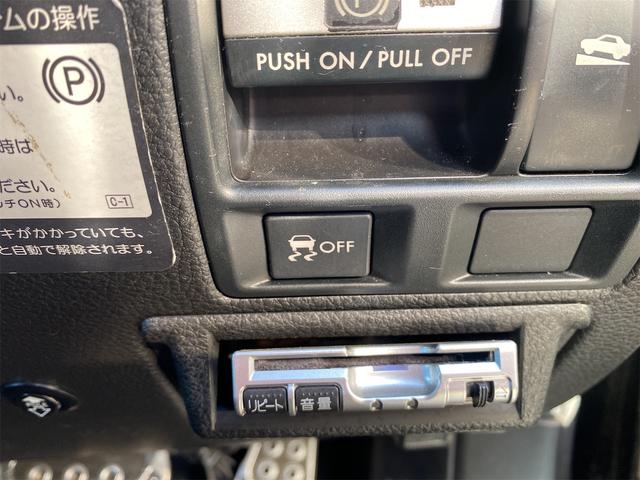 ムの操作
い。
時は
ださい。
チON時)
C-1
キがかかっていても、
と自動で解除されます。
PUSH ON / PULL OFF
OFF
リピート
音量